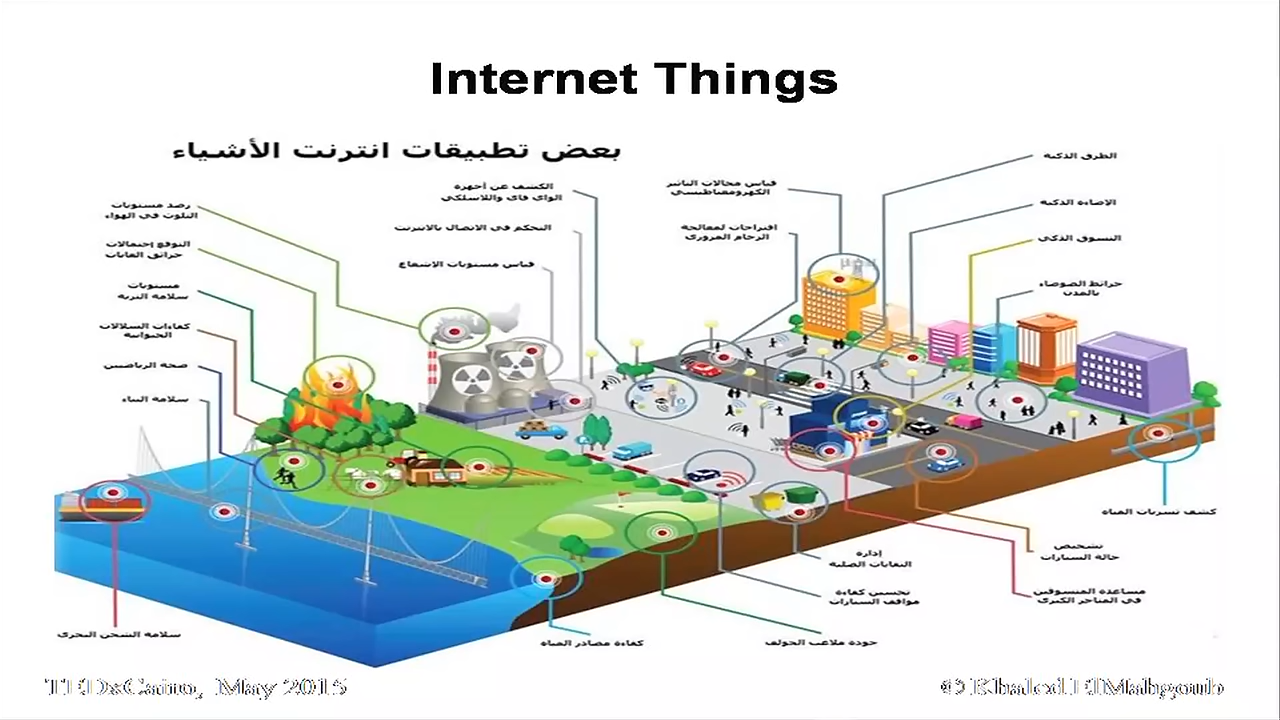 Internet Things
بعض تطبيقات انترنت الأشياء
الطرق الذكية
الإضاءة الذكية
التسوق الذكي
خرائط الضوضاء
بالمدن
قياس مجالات التأثير
الكهرومغناطيسي
اقتراحات لمعالجة
الزحام المروري
الكشف عن أجهزة
الواي فاي واللاسلكي
التحكم في الاتصال بالانترنت
قياس مستويات الإشعاع
رصد مستويات
التلوث في الهواء
التوقع إحتمالات
حرائق الغابات
مستويات
سلامة التربة
كفاءات السلالات
الحيوانية
صحة الرياضيين
سلامة البناء
كشف تسربات المياه
تشخيص
حالة السيارات
مساعدة المتسوقين
في المتاجر الكبرى
إدارة
النفايات الصلبة
تحسين كفاءة
مواقف السيارات
جودة ملاعب الجولف
كفاءة مصادر المياه
سلامة الشحن البحري
TEDxCairo, May 2015
© Khaled ElMahgoub